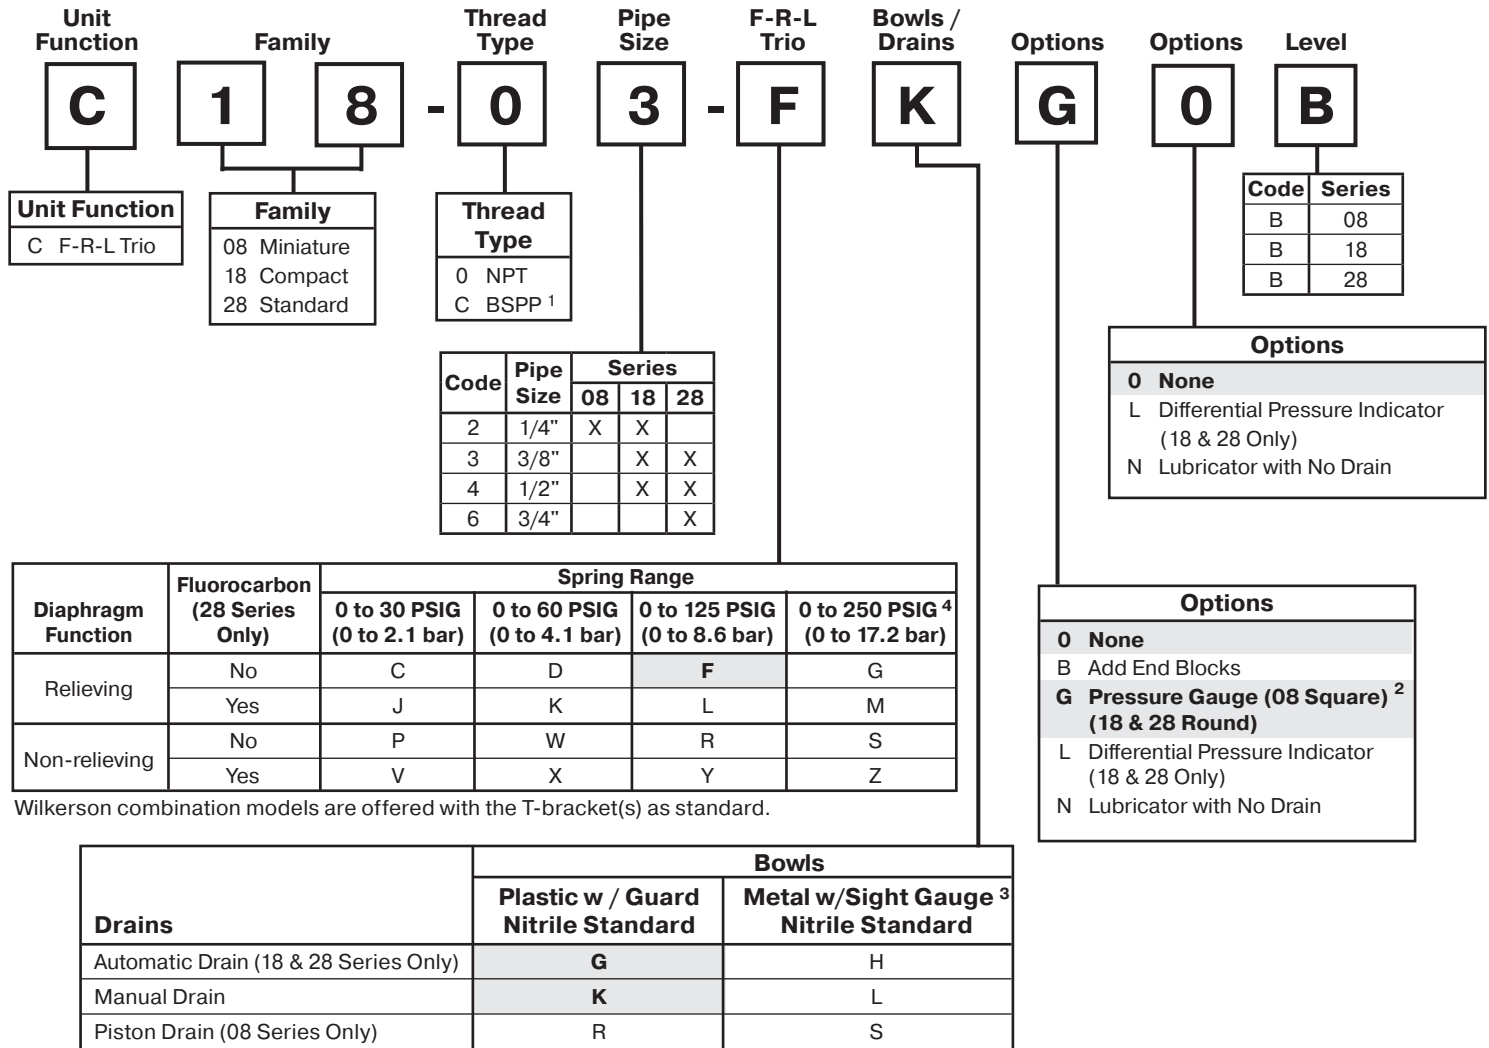 Unit Function
Family
Thread Type
Pipe Size
F-R-L Trio
Bowls / Drains
Options
Options
Level
C 1 8 - 0 3 - F K G 0 B
Unit Function
C F-R-L Trio
Family
08 Miniature
18 Compact
28 Standard
Thread Type
0 NPT
C BSPP 1
Code Series
B 08
B 18
B 28
Code Pipe Size Series
08 18 28
2 1/4" X X
3 3/8" X X
4 1/2" X X
6 3/4" X
Options
0 None
L Differential Pressure Indicator
(18 & 28 Only)
N Lubricator with No Drain
Diaphragm Function
Fluorocarbon (28 Series Only)
Spring Range
0 to 30 PSIG (0 to 2.1 bar)
0 to 60 PSIG (0 to 4.1 bar)
0 to 125 PSIG (0 to 8.6 bar)
0 to 250 PSIG 4 (0 to 17.2 bar)
Relieving
No C D F G
Yes J K L M
Non-relieving
No P W R S
Yes V X Y Z
Wilkerson combination models are offered with the T-bracket(s) as standard.
Options
0 None
B Add End Blocks
G Pressure Gauge (08 Square) 2
(18 & 28 Round)
L Differential Pressure Indicator
(18 & 28 Only)
N Lubricator with No Drain
Drains
Bowls
Plastic w / Guard Nitrile Standard
Metal w/Sight Gauge 3 Nitrile Standard
Automatic Drain (18 & 28 Series Only) G H
Manual Drain K L
Piston Drain (08 Series Only) R S